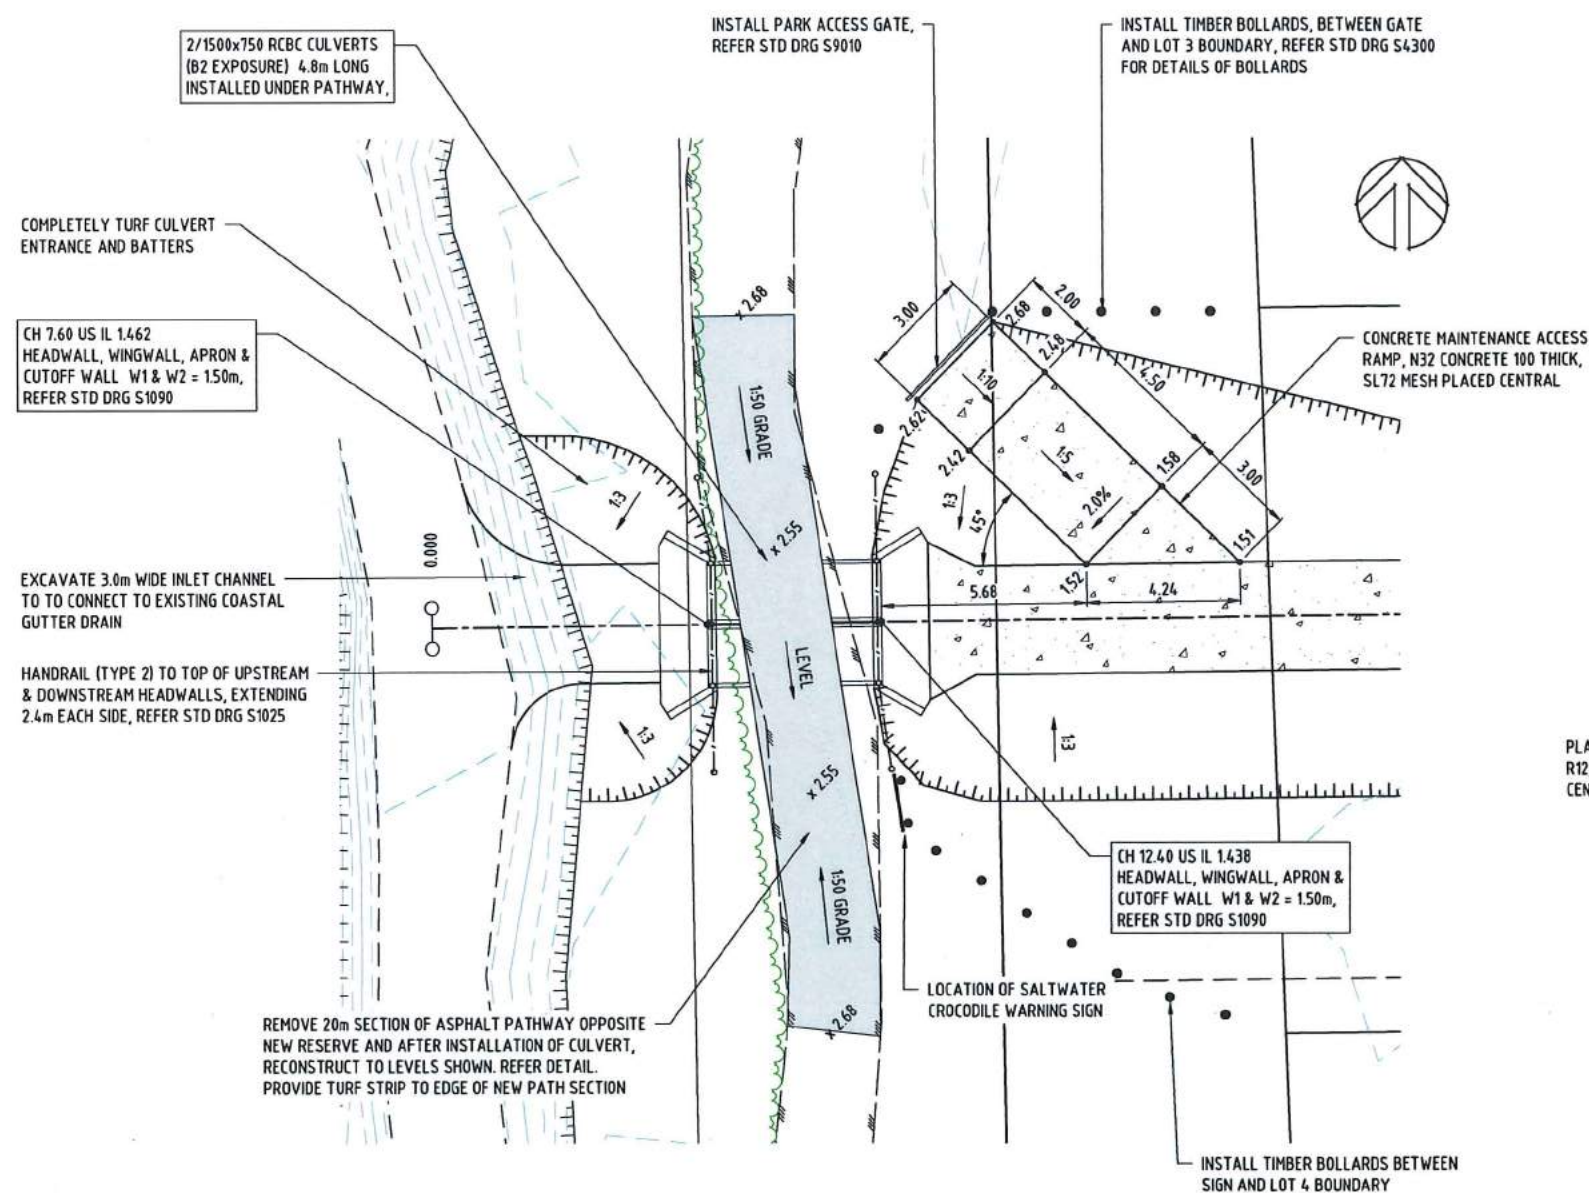 2/1500x750 RCBC CULVERTS
(B2 EXPOSURE) 4.8m LONG
INSTALLED UNDER PATHWAY,
INSTALL PARK ACCESS GATE,
REFER STD DRG S9010
INSTALL TIMBER BOLLARDS, BETWEEN GATE
AND LOT 3 BOUNDARY, REFER STD DRG S4300
FOR DETAILS OF BOLLARDS
COMPLETELY TURF CULVERT
ENTRANCE AND BATTERS
CH 7.60 US IL 1.462
HEADWALL, WINGWALL, APRON &
CUTOFF WALL W1 & W2 = 1.50m,
REFER STD DRG S1090
CONCRETE MAINTENANCE ACCESS
RAMP, N32 CONCRETE 100 THICK,
SL72 MESH PLACED CENTRAL
x 2.68
3.00
2.00
2.68
2.48
4.50
1:10
1:50 GRADE
2.62
2.42
1:5
1.58
3.00
1:3
1:3
45°
2.0%
x 2.55
1.51
1.52
0.000
5.68
4.24
EXCAVATE 3.0m WIDE INLET CHANNEL
TO TO CONNECT TO EXISTING COASTAL
GUTTER DRAIN
HANDRAIL (TYPE 2) TO TOP OF UPSTREAM
& DOWNSTREAM HEADWALLS, EXTENDING
2.4m EACH SIDE, REFER STD DRG S1025
LEVEL
1:3
1:3
x 2.55
PLA
R12
CEN
CH 12.40 US IL 1.438
HEADWALL, WINGWALL, APRON &
CUTOFF WALL W1 & W2 = 1.50m,
REFER STD DRG S1090
1:50 GRADE
LOCATION OF SALTWATER
CROCODILE WARNING SIGN
x 2.68
REMOVE 20m SECTION OF ASPHALT PATHWAY OPPOSITE
NEW RESERVE AND AFTER INSTALLATION OF CULVERT,
RECONSTRUCT TO LEVELS SHOWN. REFER DETAIL.
PROVIDE TURF STRIP TO EDGE OF NEW PATH SECTION
INSTALL TIMBER BOLLARDS BETWEEN
SIGN AND LOT 4 BOUNDARY